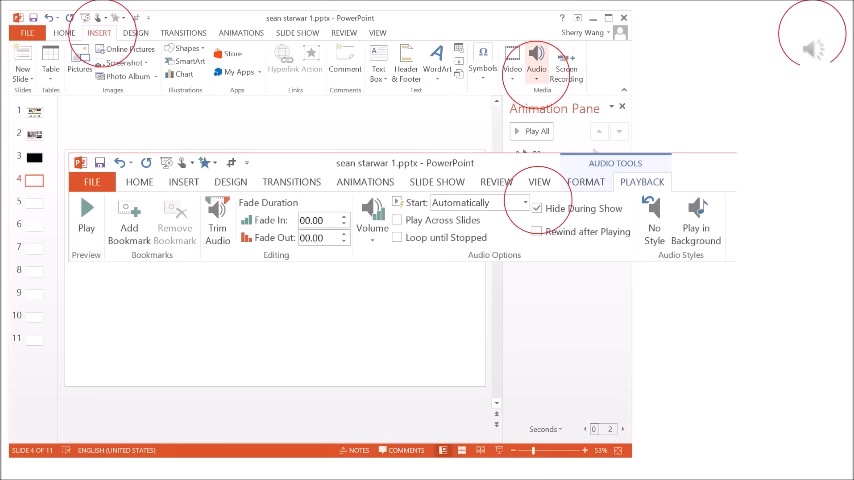 sean starwar 1.pptx - PowerPoint
FILE HOME INSERT DESIGN TRANSITIONS ANIMATIONS SLIDE SHOW REVIEW VIEW
Sherry Wang
New Slide
Table
Pictures
Online Pictures
Screenshot
Photo Album
Shapes
SmartArt
Chart
Store
My Apps
Hyperlink
Action
Comment
Text Box
Header & Footer
WordArt
Symbols
Video
Audio
Screen Recording
Slides Tables Images Illustrations Apps Links Comments Text Media
Animation Pane
Play All
1
2
3
4
5
6
7
8
9
10
11
sean starwar 1.pptx - PowerPoint
AUDIO TOOLS
FILE HOME INSERT DESIGN TRANSITIONS ANIMATIONS SLIDE SHOW REVIEW VIEW FORMAT PLAYBACK
Play
Add Bookmark
Remove Bookmark
Trim Audio
Fade Duration
Fade In: 00.00
Fade Out: 00.00
Volume
Start: Automatically
Play Across Slides
Loop until Stopped
Hide During Show
Rewind after Playing
No Style
Play in Background
Preview Bookmarks Editing Audio Options Audio Styles
Seconds 0 2
SLIDE 4 OF 11 ENGLISH (UNITED STATES) NOTES COMMENTS 53%